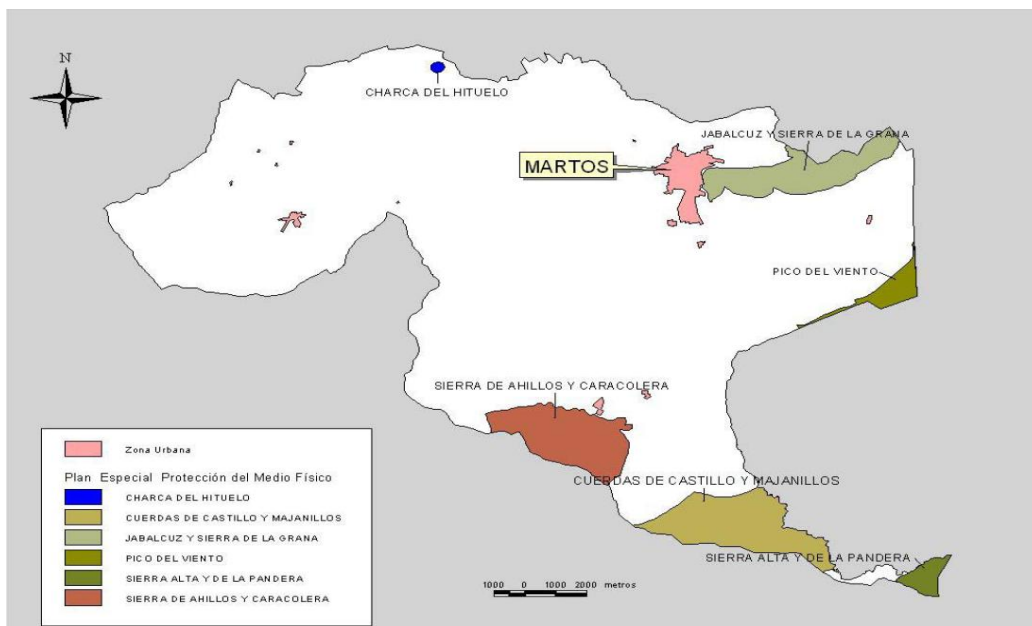 N
CHARCA DEL HITUELO
JABALCUZ Y SIERRA DE LA GRANA
MARTOS
PICO DEL VIENTO
SIERRA DE AHILLOS Y CARACOLERA
CUERDAS DE CASTILLO Y MAJANILLOS
SIERRA ALTA Y DE LA PANDERA
Zona Urbana
Plan Especial Protección del Medio Físico
CHARCA DEL HITUELO
CUERDAS DE CASTILLO Y MAJANILLOS
JABALCUZ Y SIERRA DE LA GRANA
PICO DEL VIENTO
SIERRA ALTA Y DE LA PANDERA
SIERRA DE AHILLOS Y CARACOLERA
1000 0 1000 2000 metros